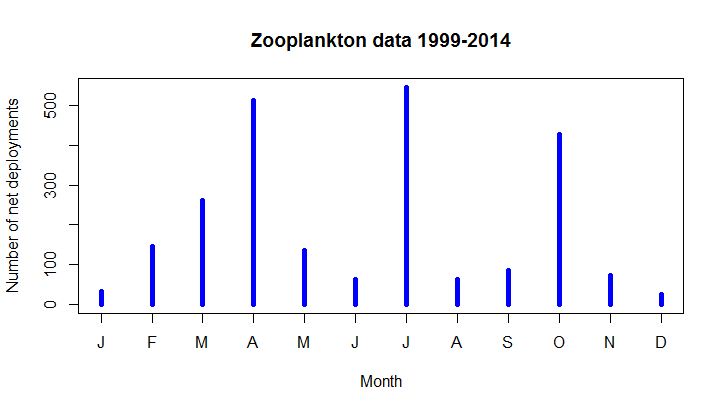 Zooplankton data 1999-2014
Number of net deployments
500
300
100
0
J F M A M J J A S O N D
Month